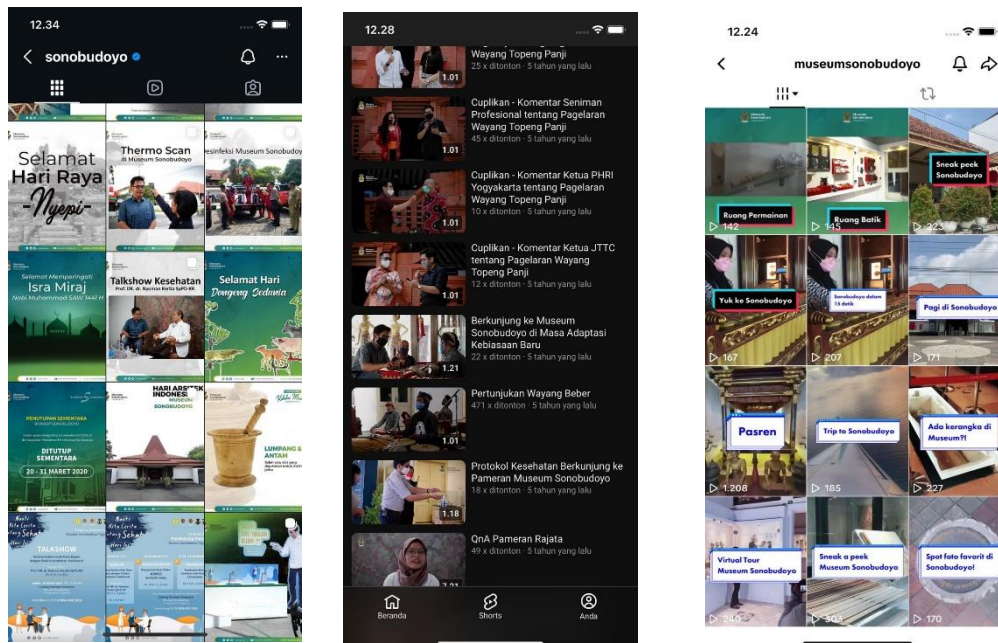 12.34
sonobudoyo
Selamat
Hari Raya
-Nyepi-
Thermo Scan
di Museum Sonobudoyo
Desinfeksi Museum Sonobudoyo
Selamat Memperingati
Isra Miraj
Nabi Muhammad SAW 1441 H
Talkshow Kesehatan
Selamat Hari
Dongeng Sedunia
PENUTUPAN SEMENTARA
DITUTUP
SEMENTARA
20 - 31 MARET 2020
HARI ARSITEK
INDONESIA
MUSEUM
SONOBUDOYO
LUMPANG &
ANTAN
TALKSHOW
12.28
Wayang Topeng Panji
25 x ditonton · 5 tahun yang lalu
1.01
Cuplikan - Komentar Seniman
Profesional tentang Pagelaran
Wayang Topeng Panji
45 x ditonton · 5 tahun yang lalu
1.01
Cuplikan - Komentar Ketua PHRI
Yogyakarta tentang Pagelaran
Wayang Topeng Panji
10 x ditonton · 5 tahun yang lalu
1.01
Cuplikan - Komentar Ketua JTTC
tentang Pagelaran Wayang
Topeng Panji
12 x ditonton · 5 tahun yang lalu
1.01
Berkunjung ke Museum
Sonobudoyo di Masa Adaptasi
Kebiasaan Baru
22 x ditonton · 5 tahun yang lalu
1.21
Pertunjukan Wayang Beber
471 x ditonton · 5 tahun yang lalu
1.01
Protokol Kesehatan Berkunjung ke
Pameran Museum Sonobudoyo
18 x ditonton · 5 tahun yang lalu
1.18
QnA Pameran Rajata
49 x ditonton · 5 tahun yang lalu
7.21
Beranda
Shorts
Anda
12.24
museumsonobudoyo
Ruang Permainan
142
Ruang Batik
145
Sneak peek
Sonobudoyo
223
Yuk ke Sonobudoyo
167
Sonobudoyo dalam
15 detik
207
Pagi di Sonobudoyo
171
Pasren
1.208
Trip to Sonobudoyo
185
Ada kerangka di
Museum?!
227
Virtual Tour
Museum Sonobudoyo
240
Sneak a peek
Museum Sonobudoyo
303
Spot foto favorit di
Sonobudoyo!
170